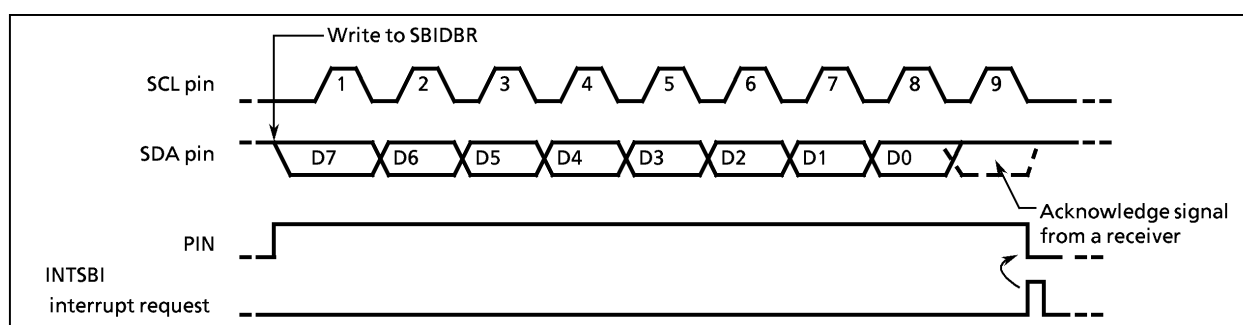 Write to SBIDBR
SCL pin
1 2 3 4 5 6 7 8 9
SDA pin
D7 D6 D5 D4 D3 D2 D1 D0
Acknowledge signal
from a receiver
PIN
INTSBI
interrupt request